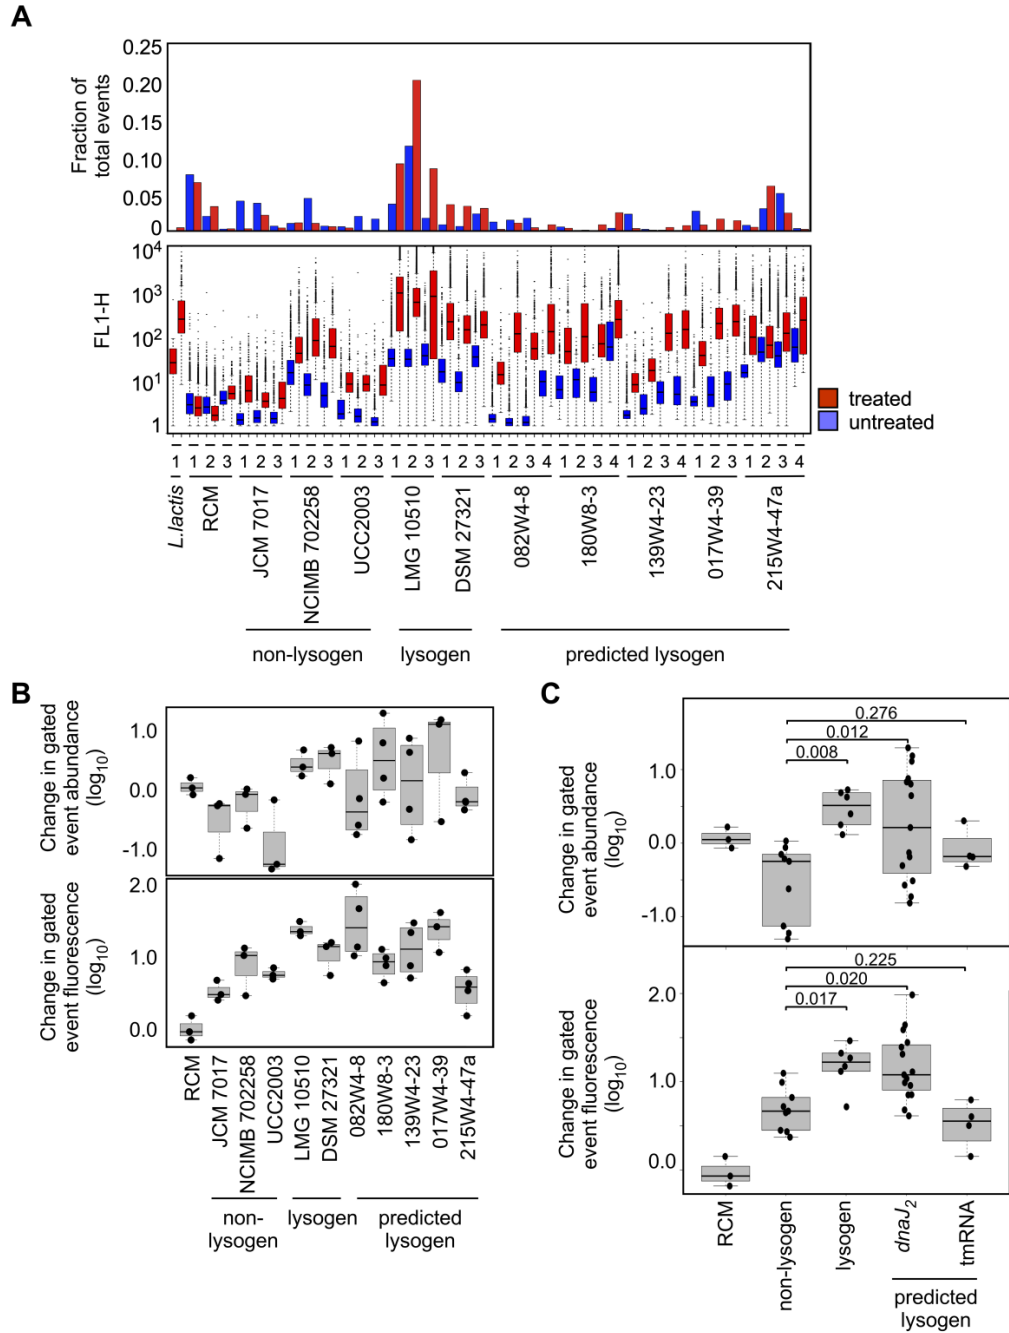 A
Fraction of
total events
0.25
0.20
0.15
0.10
0.05
0
FL1-H
10⁴
10³
10²
10¹
1
treated
untreated
1 1 2 3 1 2 3 1 2 3 1 2 3 1 2 3 1 2 3 1 2 3 4 1 2 3 4 1 2 3 4 1 2 3 1 2 3 4
L.lactis
RCM
JCM 7017
NCIMB 702258
UCC2003
LMG 10510
DSM 27321
082W4-8
180W8-3
139W4-23
017W4-39
215W4-47a
non-lysogen
lysogen
predicted lysogen
B
Change in gated
event abundance
(log₁₀)
1.0
0.0
-1.0
Change in gated
event fluorescence
(log₁₀)
2.0
1.0
0.0
RCM
JCM 7017
NCIMB 702258
UCC2003
LMG 10510
DSM 27321
082W4-8
180W8-3
139W4-23
017W4-39
215W4-47a
non-
lysogen
lysogen
predicted
lysogen
C
Change in gated
event abundance
(log₁₀)
1.0
0.0
-1.0
0.276
0.012
0.008
Change in gated
event fluorescence
(log₁₀)
2.0
1.0
0.0
0.225
0.020
0.017
RCM
non-lysogen
lysogen
dnaJ₂
tmRNA
predicted
lysogen